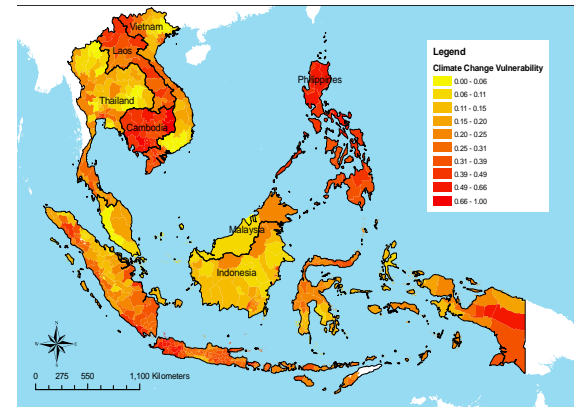 Vietnam
Laos
Thailand
Cambodia
Philippines
Malaysia
Indonesia
Legend
Climate Change Vulnerability
0.00 - 0.06
0.06 - 0.11
0.11 - 0.15
0.15 - 0.20
0.20 - 0.25
0.25 - 0.31
0.31 - 0.39
0.39 - 0.49
0.49 - 0.66
0.66 - 1.00
N
W
E
S
0 275 550 1,100 Kilometers